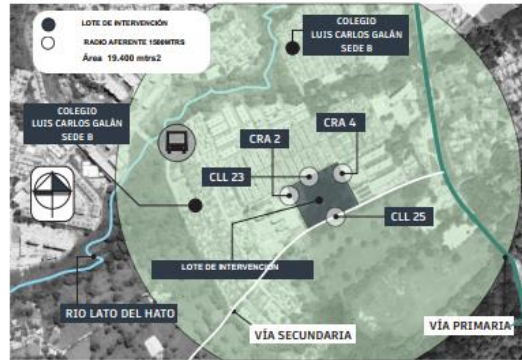 LOTE DE INTERVENCIÓN
RADIO AFERENTE 1500MTRS
Área 19.400 mtrs2
COLEGIO
LUIS CARLOS GALÁN
SEDE B
COLEGIO
LUIS CARLOS GALÁN
SEDE B
CRA 4
CRA 2
CLL 23
CLL 25
LOTE DE INTERVENCIÓN
RIO LATO DEL HATO
VÍA SECUNDARIA
VÍA PRIMARIA